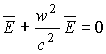 E̅ + w²/c² E̅ = 0